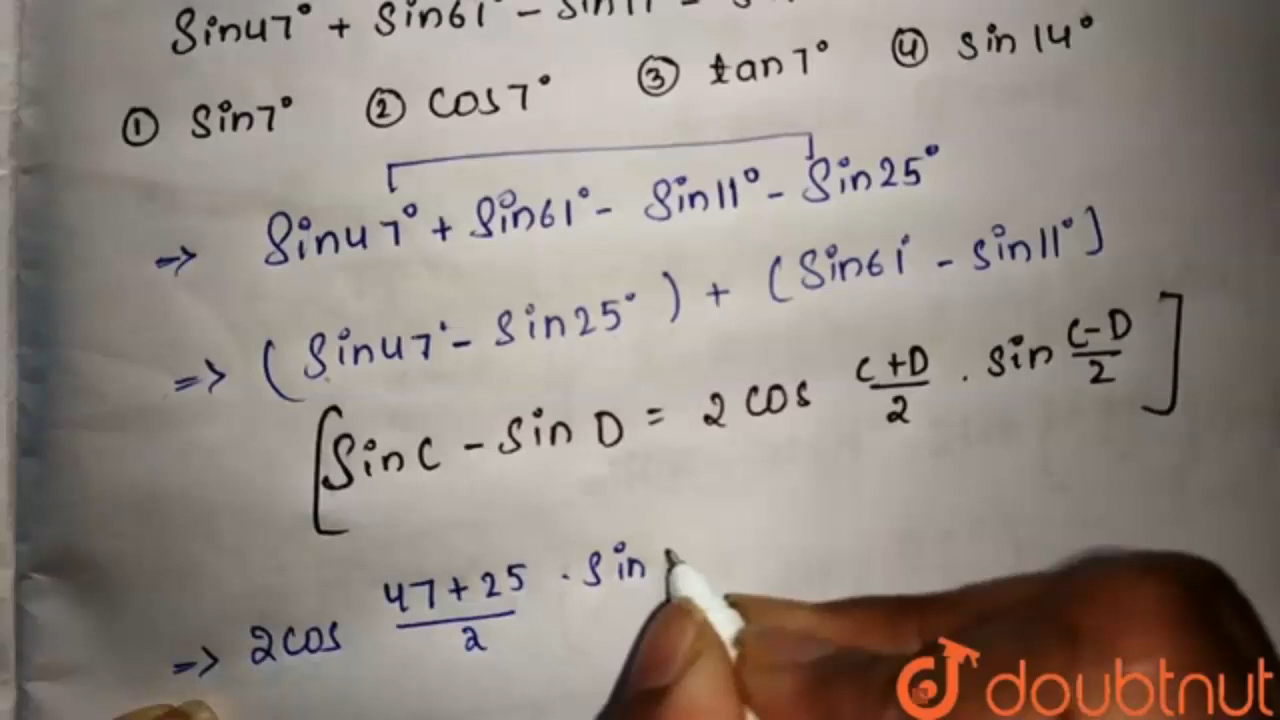 Sin47° + Sin61° - Sin11° -
① Sin7° ② Cos7° ③ tan7° ④ Sin14°
=> Sin47° + Sin61° - Sin11° - Sin25°
=> (Sin47° - Sin25°) + (Sin61° - Sin11°)
[SinC - Sin D = 2 cos C+D/2 . sin C-D/2]
=> 2cos 47+25/2 . Sin
doubtnut